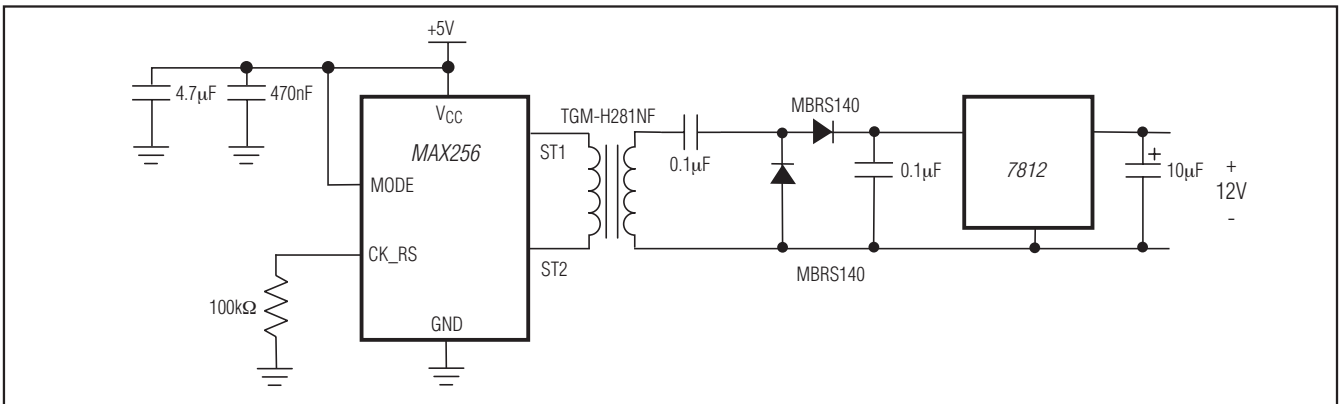 +5V
4.7µF
470nF
VCC
MAX256
MODE
CK_RS
GND
100kΩ
ST1
ST2
TGM-H281NF
0.1µF
MBRS140
0.1µF
MBRS140
7812
+
10µF
+
12V
-